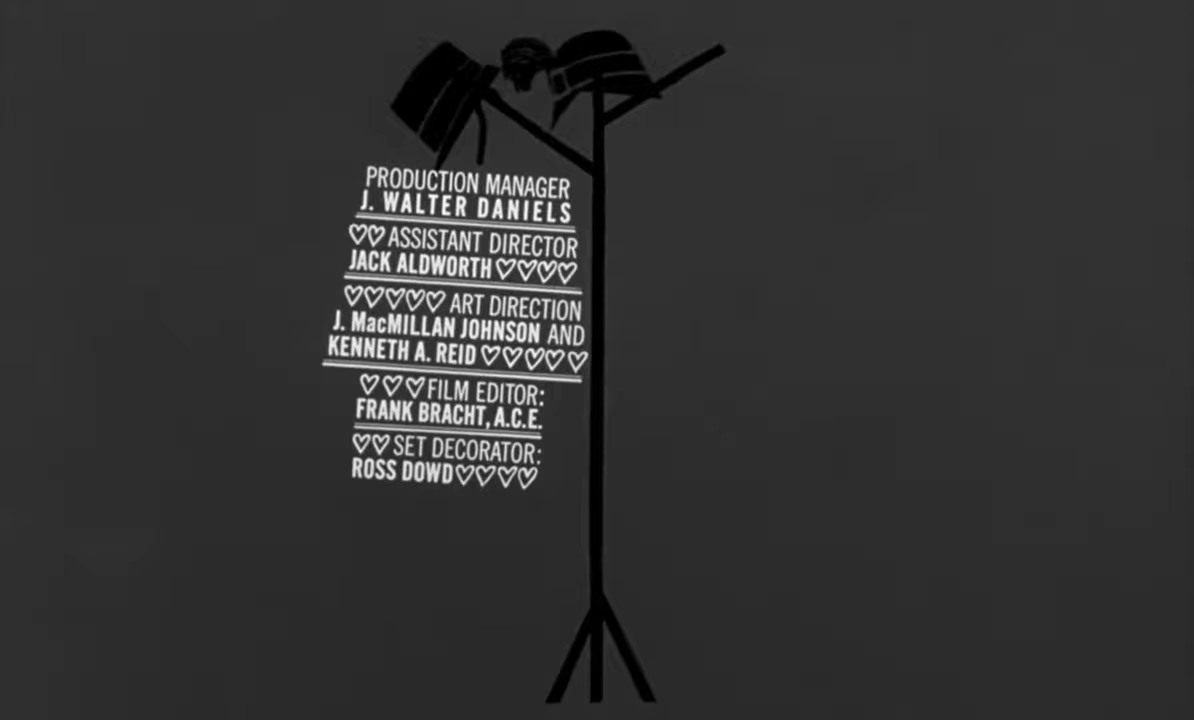 PRODUCTION MANAGER
J. WALTER DANIELS
♡♡ ASSISTANT DIRECTOR
JACK ALDWORTH ♡♡♡♡
♡♡♡♡♡ ART DIRECTION
J. MacMILLAN JOHNSON AND
KENNETH A. REID ♡♡♡♡♡
♡♡♡ FILM EDITOR:
FRANK BRACHT, A.C.E.
♡♡ SET DECORATOR:
ROSS DOWD ♡♡♡♡